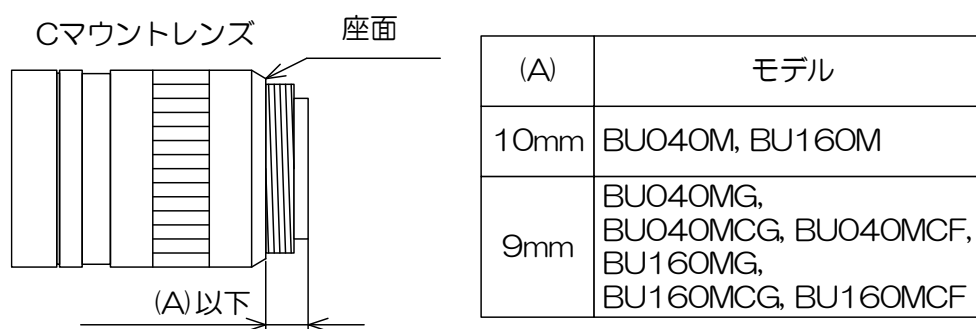 Cマウントレンズ
座面
(A)以下
(A) モデル
10mm BU040M, BU160M
9mm
BU040MG,
BU040MCG, BU040MCF,
BU160MG,
BU160MCG, BU160MCF